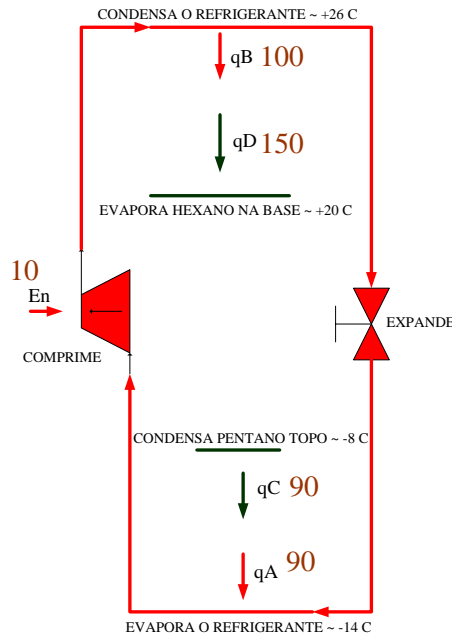 CONDENSA O REFRIGERANTE ~ +26 C
qB 100
qD 150
EVAPORA HEXANO NA BASE ~ +20 C
10
En
EXPANDE
COMPRIME
CONDENSA PENTANO TOPO ~ -8 C
qC 90
qA 90
EVAPORA O REFRIGERANTE ~ -14 C